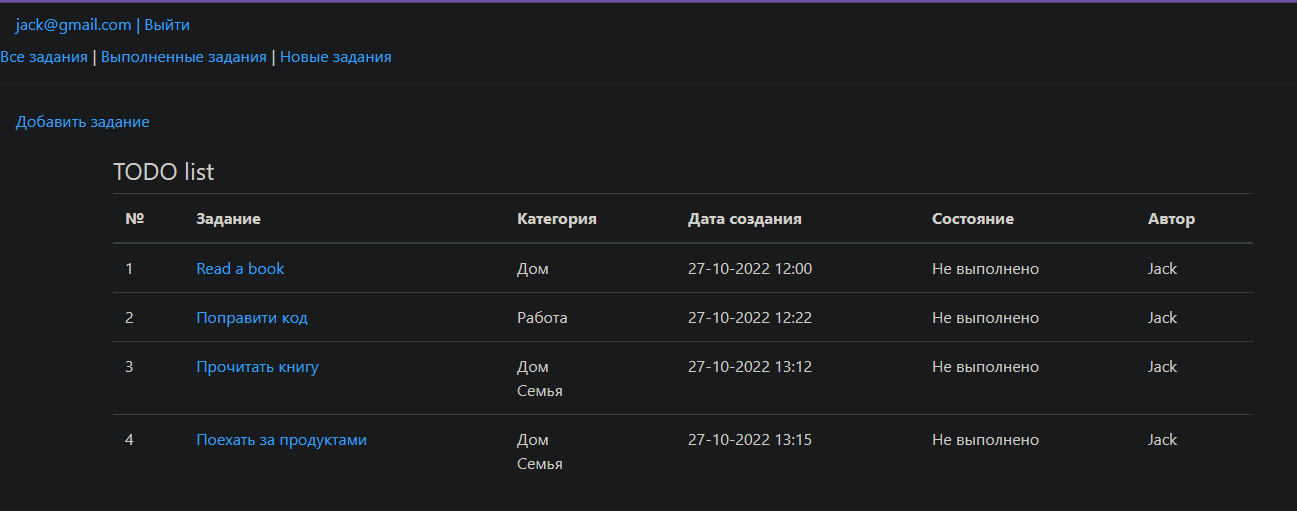 jack@gmail.com | Выйти
Все задания | Выполненные задания | Новые задания
Добавить задание
TODO list
№ Задание Категория Дата создания Состояние Автор
1 Read a book Дом 27-10-2022 12:00 Не выполнено Jack
2 Поправити код Работа 27-10-2022 12:22 Не выполнено Jack
3 Прочитать книгу Дом 27-10-2022 13:12 Не выполнено Jack
Семья
4 Поехать за продуктами Дом 27-10-2022 13:15 Не выполнено Jack
Семья